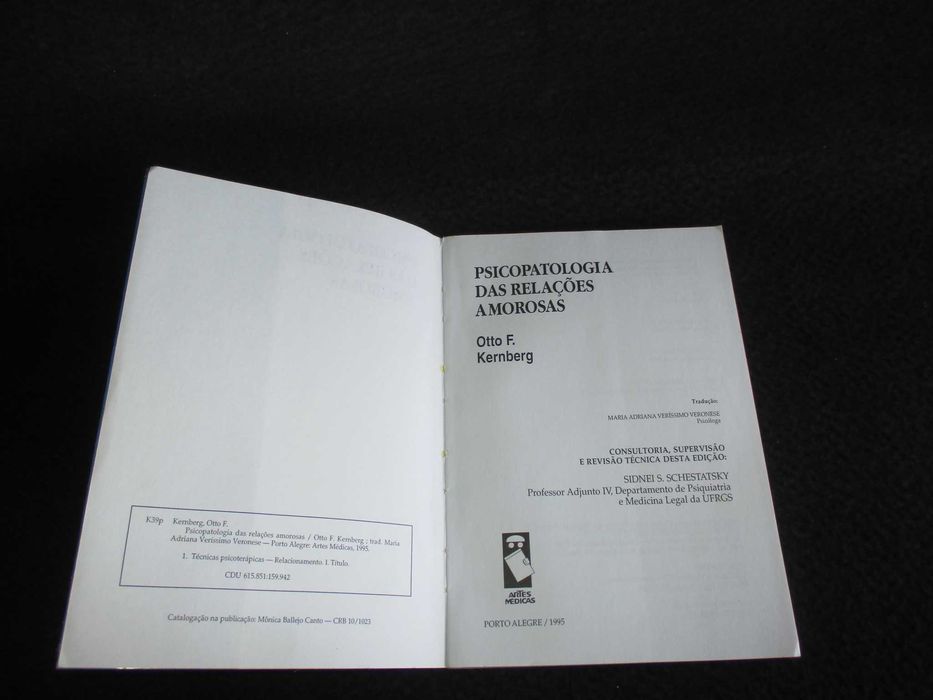 K39p Kernberg, Otto F.
Psicopatologia das relações amorosas / Otto F. Kernberg ; trad. Maria
Adriana Veríssimo Veronese — Porto Alegre: Artes Médicas, 1995.
1. Técnicas psicoterápicas — Relacionamento. I. Título.
CDU 615.851:159.942
Catalogação na publicação: Mônica Ballejo Canto — CRB 10/1023
PSICOPATOLOGIA
DAS RELAÇÕES
AMOROSAS
Otto F.
Kernberg
Tradução:
MARIA ADRIANA VERÍSSIMO VERONESE
Psicóloga
CONSULTORIA, SUPERVISÃO
E REVISÃO TÉCNICA DESTA EDIÇÃO:
SIDNEI S. SCHESTATSKY
Professor Adjunto IV, Departamento de Psiquiatria
e Medicina Legal da UFRGS
ARTES
MÉDICAS
PORTO ALEGRE / 1995